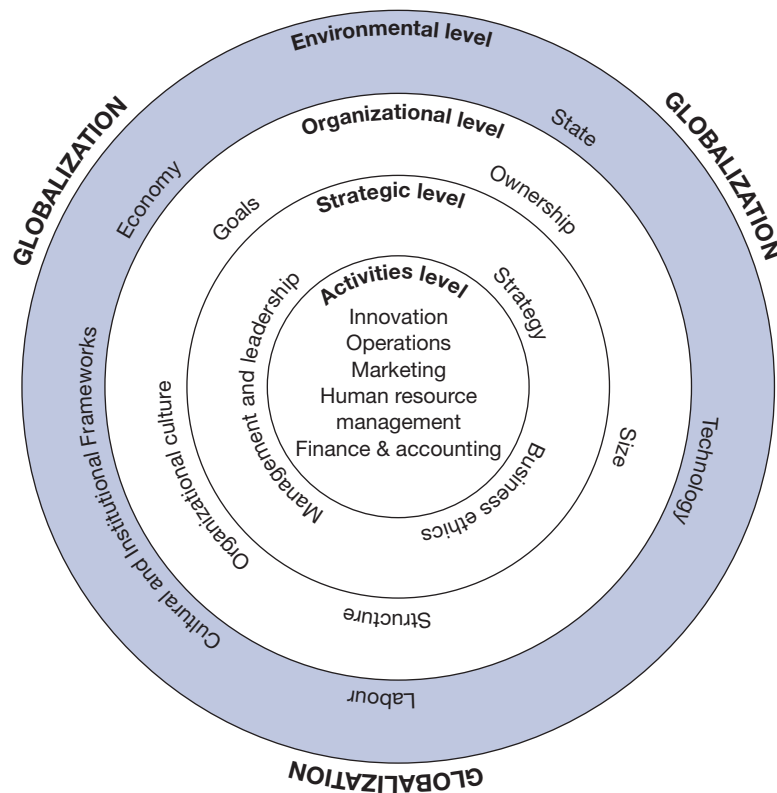 GLOBALIZATION
GLOBALIZATION
GLOBALIZATION
Environmental level
State
Technology
Labour
Cultural and Institutional Frameworks
Economy
Organizational level
Ownership
Size
Structure
Organizational culture
Goals
Strategic level
Strategy
Business ethics
Management and leadership
Activities level
Innovation
Operations
Marketing
Human resource
management
Finance & accounting